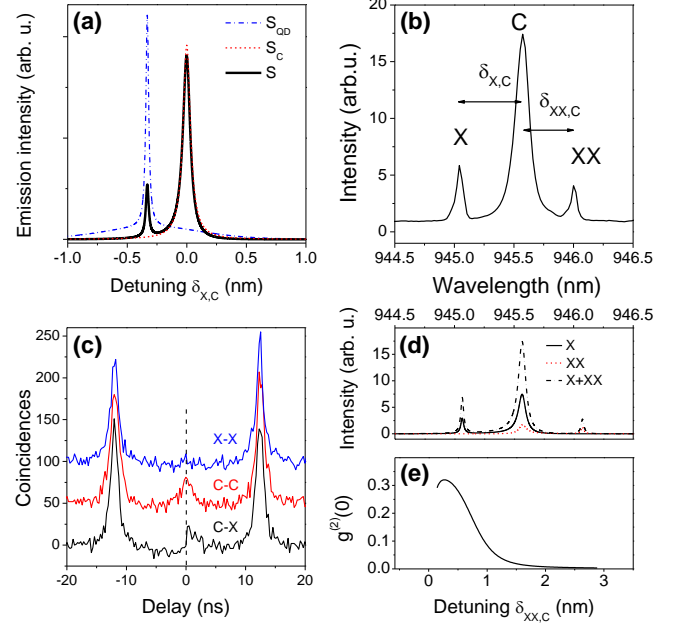 (a)
S_QD
S_C
S
Emission intensity (arb. u.)
-1.0 -0.5 0.0 0.5 1.0
Detuning δ_X,C (nm)
(b)
C
δ_X,C
δ_XX,C
X
XX
Intensity (arb.u.)
0 5 10 15 20
944.5 945.0 945.5 946.0 946.5
Wavelength (nm)
(c)
X-X
C-C
C-X
Coincidences
0 50 100 150 200 250
-20 -10 0 10 20
Delay (ns)
944.5 945.0 945.5 946.0 946.5
(d)
X
XX
X+XX
Intensity (arb. u.)
0 5 10 15
(e)
g^(2)(0)
0.0 0.1 0.2 0.3
0 1 2 3
Detuning δ_XX,C (nm)